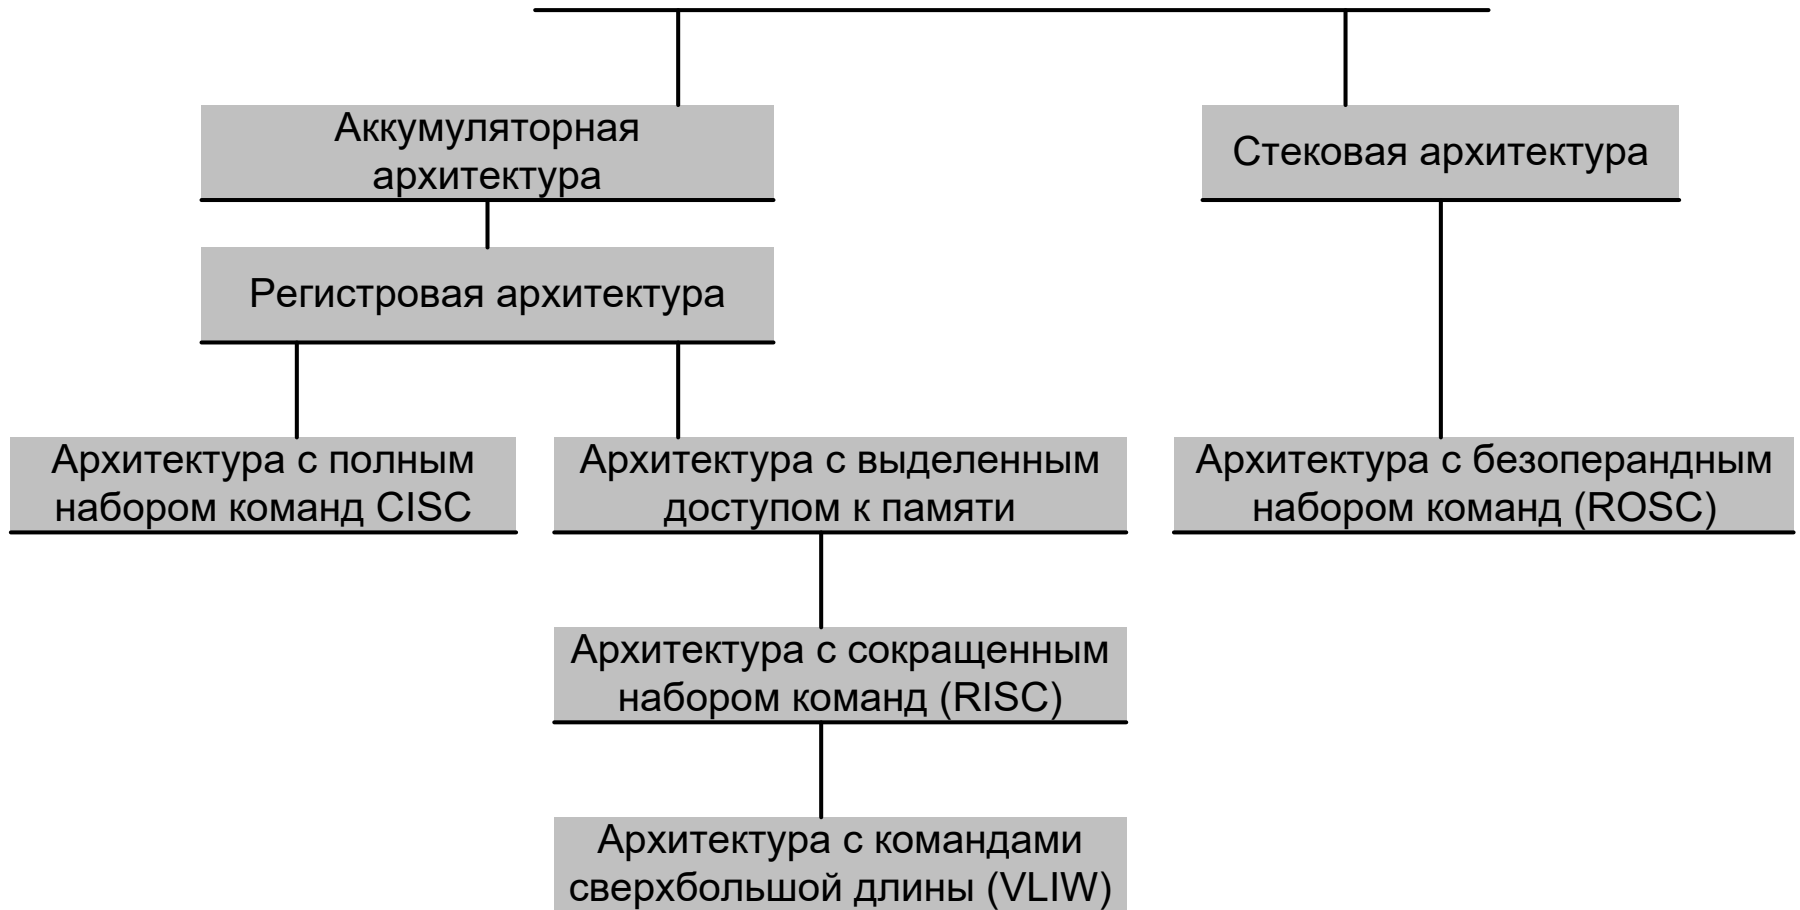 Аккумуляторная
архитектура
Стековая архитектура
Регистровая архитектура
Архитектура с полным
набором команд CISC
Архитектура с выделенным
доступом к памяти
Архитектура с безоперандным
набором команд (ROSC)
Архитектура с сокращенным
набором команд (RISC)
Архитектура с командами
сверхбольшой длины (VLIW)